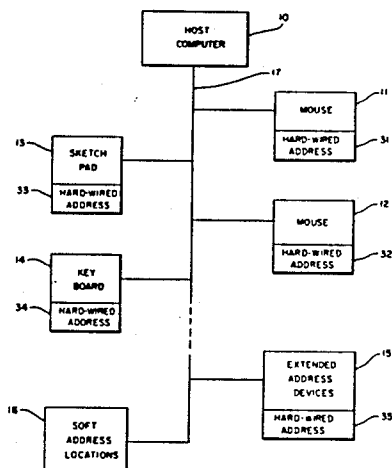 HOST
COMPUTER
10
17
11
MOUSE
HARD-WIRED
ADDRESS
31
13
SKETCH
PAD
HARD-WIRED
ADDRESS
33
12
MOUSE
HARD-WIRED
ADDRESS
32
14
KEY
BOARD
HARD-WIRED
ADDRESS
34
15
EXTENDED
ADDRESS
DEVICES
HARD-WIRED
ADDRESS
35
16
SOFT
ADDRESS
LOCATIONS